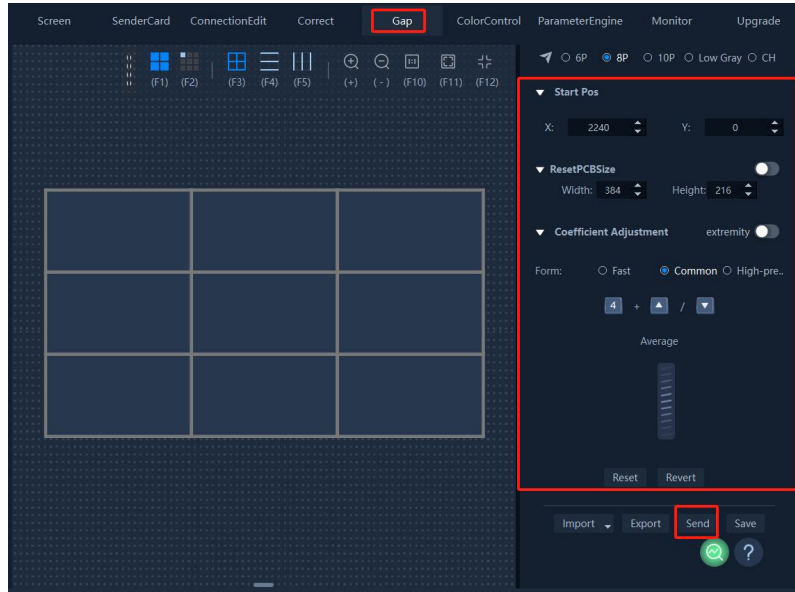 Screen SenderCard ConnectionEdit Correct Gap ColorControl ParameterEngine Monitor Upgrade
6P 8P 10P Low Gray CH
(F1) (F2) (F3) (F4) (F5) (+) (-) (F10) (F11) (F12)
Start Pos
X: 2240 Y: 0
ResetPCBSize
Width: 384 Height: 216
Coefficient Adjustment extremity
Form: Fast Common High-pre..
4 + /
Average
Reset Revert
Import Export Send Save
?